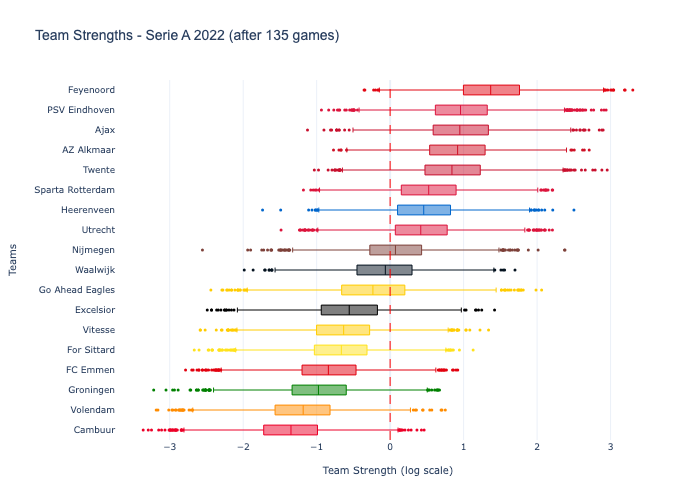 Team Strengths - Serie A 2022 (after 135 games)
Feyenoord
PSV Eindhoven
Ajax
AZ Alkmaar
Twente
Sparta Rotterdam
Heerenveen
Utrecht
Nijmegen
Waalwijk
Go Ahead Eagles
Excelsior
Vitesse
For Sittard
FC Emmen
Groningen
Volendam
Cambuur
Teams
−3 −2 −1 0 1 2 3
Team Strength (log scale)